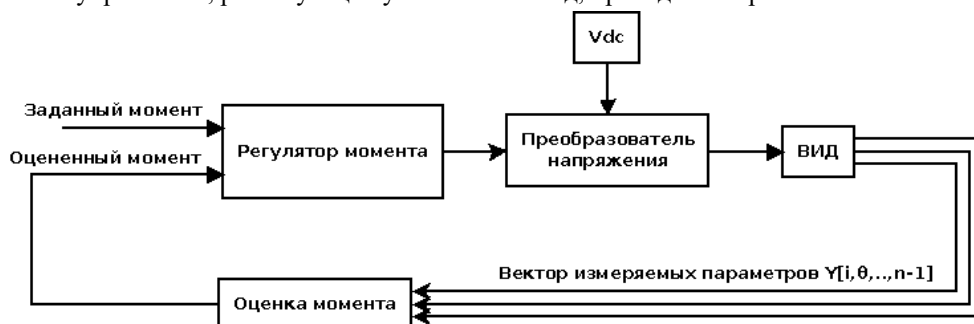 Vdc
Заданный момент
Оцененный момент
Регулятор момента
Преобразователь
напряжения
ВИД
Вектор измеряемых параметров Y[i,θ,..,n-1]
Оценка момента